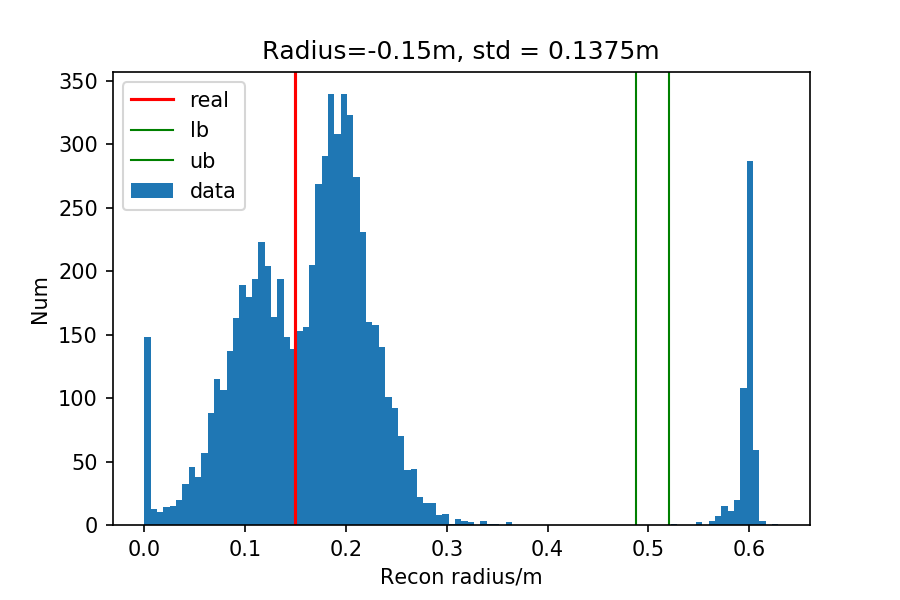 Radius=-0.15m, std = 0.1375m
350
300
250
200
150
100
50
0
Num
real
lb
ub
data
0.0 0.1 0.2 0.3 0.4 0.5 0.6
Recon radius/m